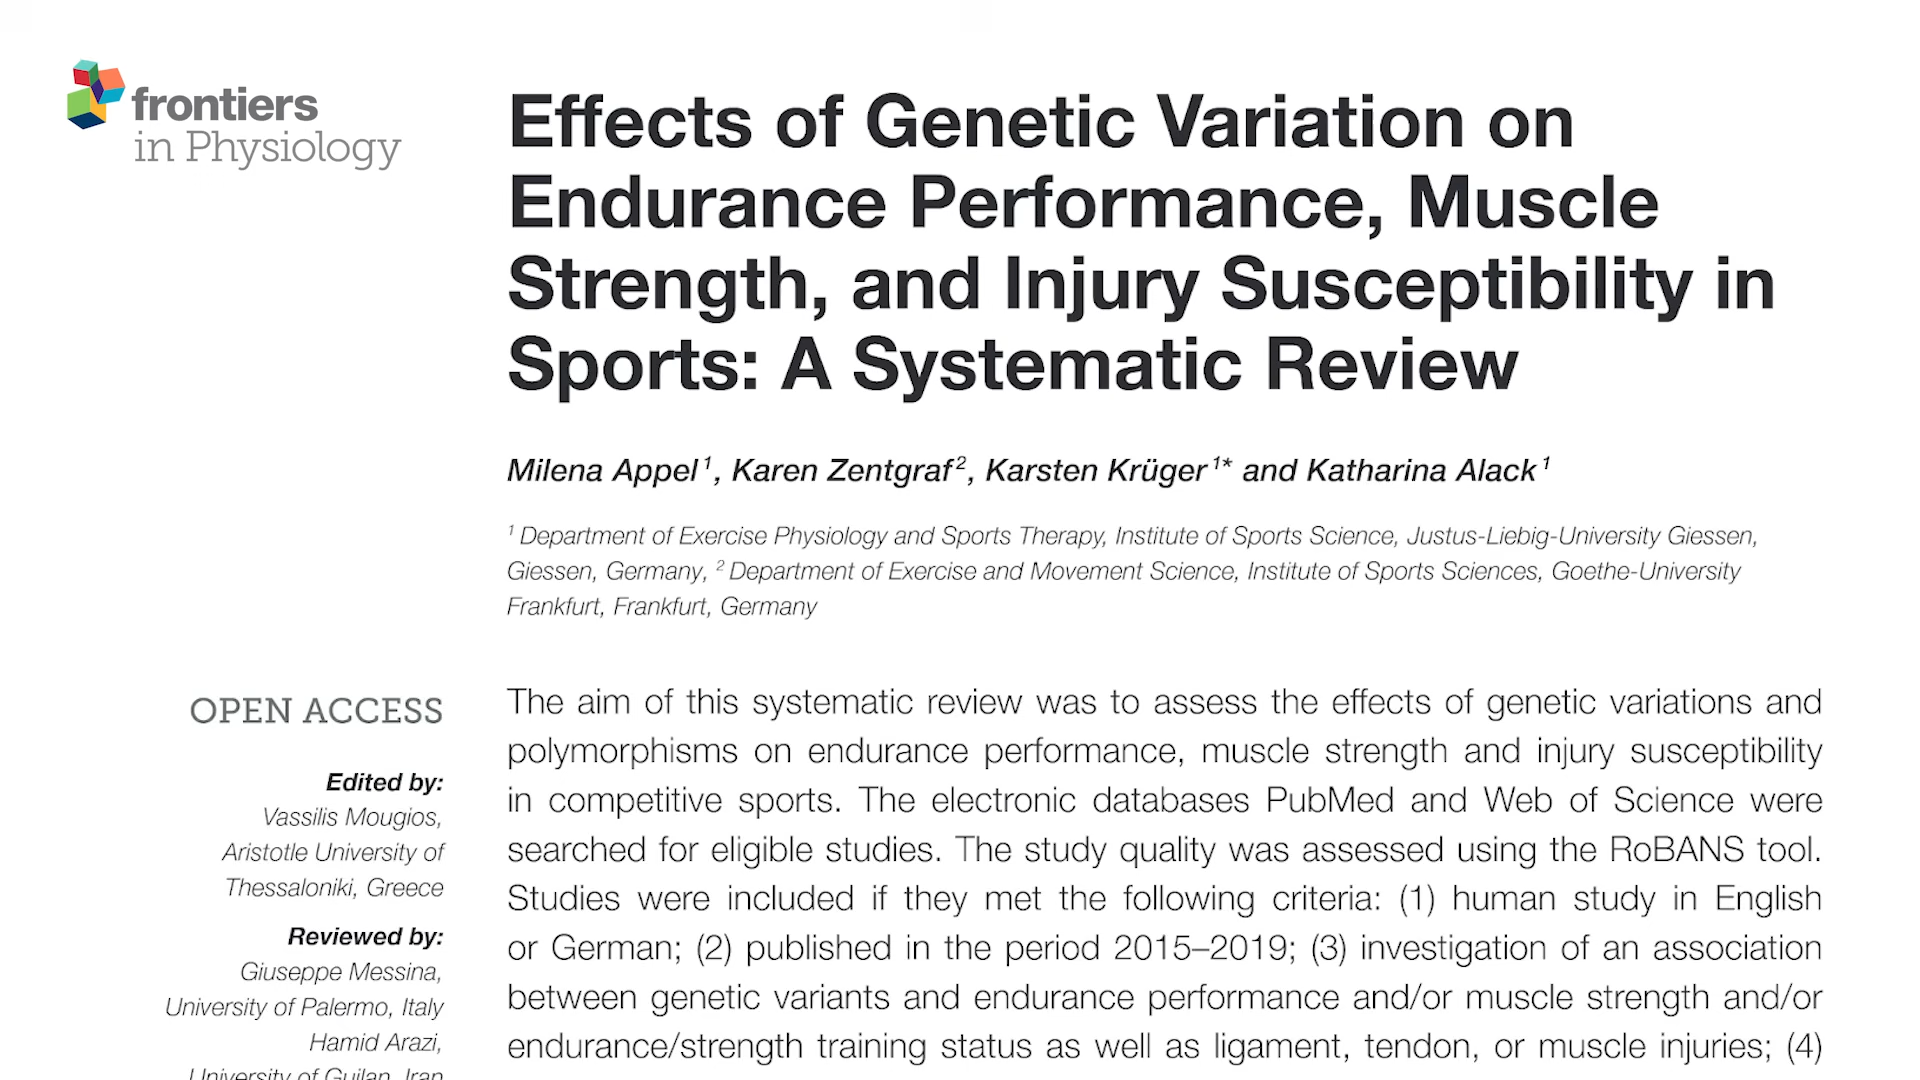 frontiers
in Physiology
Effects of Genetic Variation on
Endurance Performance, Muscle
Strength, and Injury Susceptibility in
Sports: A Systematic Review
Milena Appel¹, Karen Zentgraf², Karsten Krüger¹* and Katharina Alack¹
¹ Department of Exercise Physiology and Sports Therapy, Institute of Sports Science, Justus-Liebig-University Giessen,
Giessen, Germany, ² Department of Exercise and Movement Science, Institute of Sports Sciences, Goethe-University
Frankfurt, Frankfurt, Germany
OPEN ACCESS
Edited by:
Vassilis Mougios,
Aristotle University of
Thessaloniki, Greece
Reviewed by:
Giuseppe Messina,
University of Palermo, Italy
Hamid Arazi,
University of Guilan, Iran
The aim of this systematic review was to assess the effects of genetic variations and
polymorphisms on endurance performance, muscle strength and injury susceptibility
in competitive sports. The electronic databases PubMed and Web of Science were
searched for eligible studies. The study quality was assessed using the RoBANS tool.
Studies were included if they met the following criteria: (1) human study in English
or German; (2) published in the period 2015–2019; (3) investigation of an association
between genetic variants and endurance performance and/or muscle strength and/or
endurance/strength training status as well as ligament, tendon, or muscle injuries; (4)